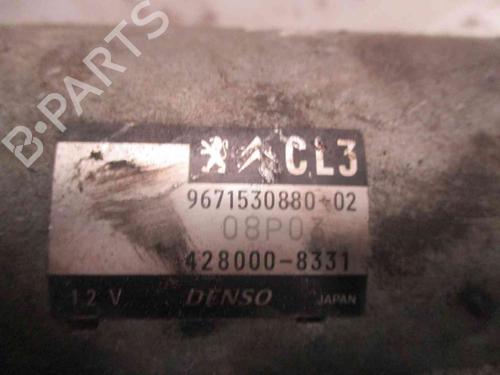 B-PARTS
CL3
9671530880-02
08P03
428000-8331
12 V DENSO JAPAN